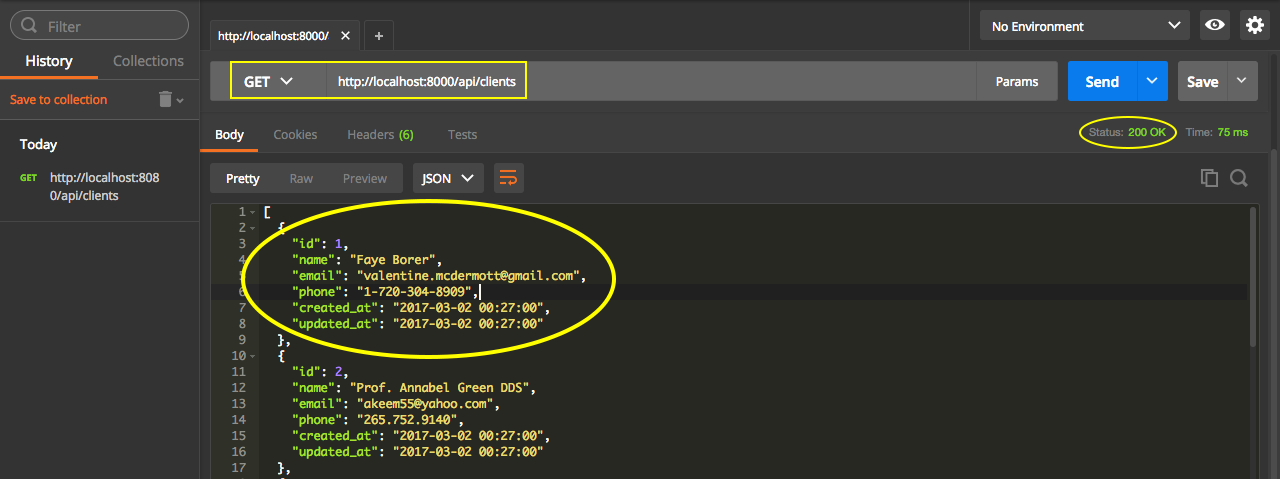 Filter
History Collections
Save to collection
Today
GET http://localhost:808
0/api/clients
http://localhost:8000/
No Environment
GET http://localhost:8000/api/clients Params Send Save
Body Cookies Headers (6) Tests Status: 200 OK Time: 75 ms
Pretty Raw Preview JSON
1 [
2 {
3 "id": 1,
4 "name": "Faye Borer",
5 "email": "valentine.mcdermott@gmail.com",
6 "phone": "1-720-304-8909",
7 "created_at": "2017-03-02 00:27:00",
8 "updated_at": "2017-03-02 00:27:00"
9 },
10 {
11 "id": 2,
12 "name": "Prof. Annabel Green DDS",
13 "email": "akeem55@yahoo.com",
14 "phone": "265.752.9140",
15 "created_at": "2017-03-02 00:27:00",
16 "updated_at": "2017-03-02 00:27:00"
17 },